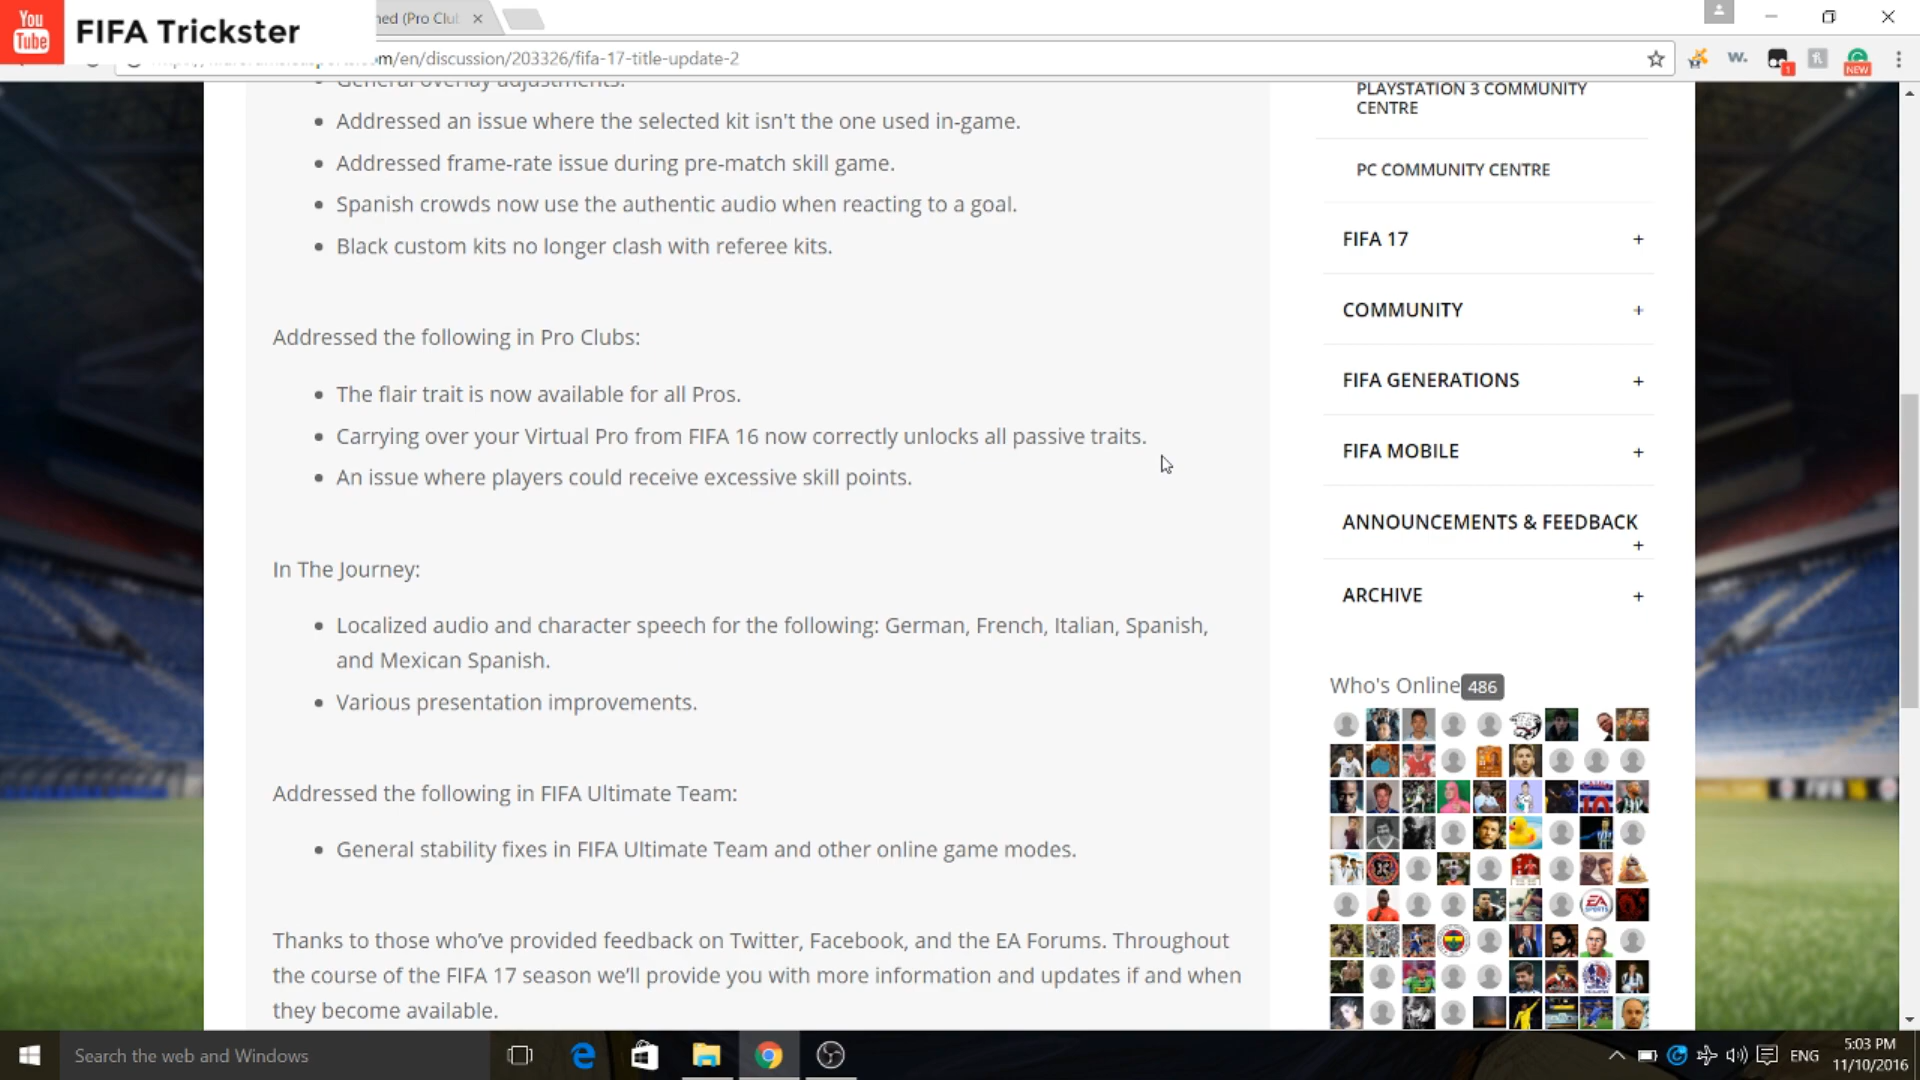 You
Tube
FIFA Trickster
ned (Pro Clu
m/en/discussion/203326/fifa-17-title-update-2
W.
1
NEW
General overlay adjustments.
Addressed an issue where the selected kit isn't the one used in-game.
Addressed frame-rate issue during pre-match skill game.
Spanish crowds now use the authentic audio when reacting to a goal.
Black custom kits no longer clash with referee kits.
Addressed the following in Pro Clubs:
The flair trait is now available for all Pros.
Carrying over your Virtual Pro from FIFA 16 now correctly unlocks all passive traits.
An issue where players could receive excessive skill points.
In The Journey:
Localized audio and character speech for the following: German, French, Italian, Spanish,
and Mexican Spanish.
Various presentation improvements.
Addressed the following in FIFA Ultimate Team:
General stability fixes in FIFA Ultimate Team and other online game modes.
Thanks to those who've provided feedback on Twitter, Facebook, and the EA Forums. Throughout
the course of the FIFA 17 season we'll provide you with more information and updates if and when
they become available.
PLAYSTATION 3 COMMUNITY
CENTRE
PC COMMUNITY CENTRE
FIFA 17 +
COMMUNITY +
FIFA GENERATIONS +
FIFA MOBILE +
ANNOUNCEMENTS & FEEDBACK
+
ARCHIVE +
Who's Online 486
EA
Search the web and Windows
ENG
5:03 PM
11/10/2016